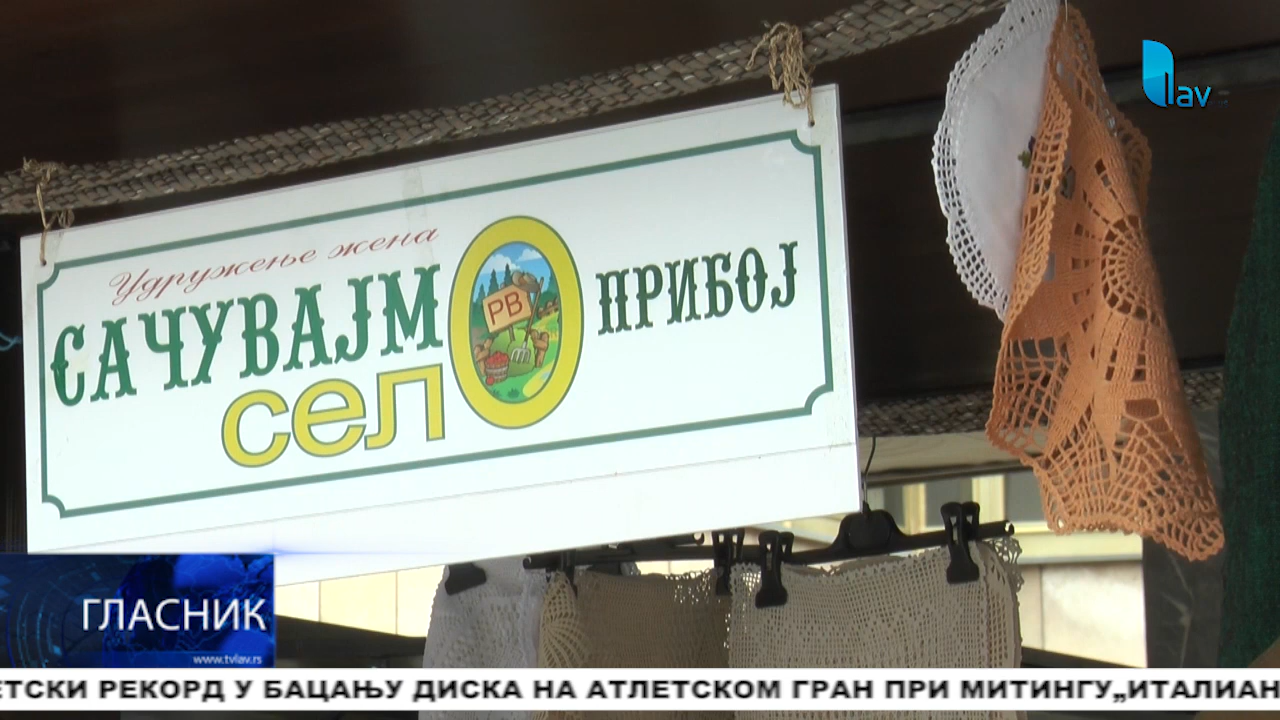 lav
Удружење жена
САЧУВАЈМО
село
РВ
ПРИБОЈ
ГЛАСНИК
www.tvlav.rs
ЕТСКИ РЕКОРД У БАЦАЊУ ДИСКА НА АТЛЕТСКОМ ГРАН ПРИ МИТИНГУ„ИТАЛИАН